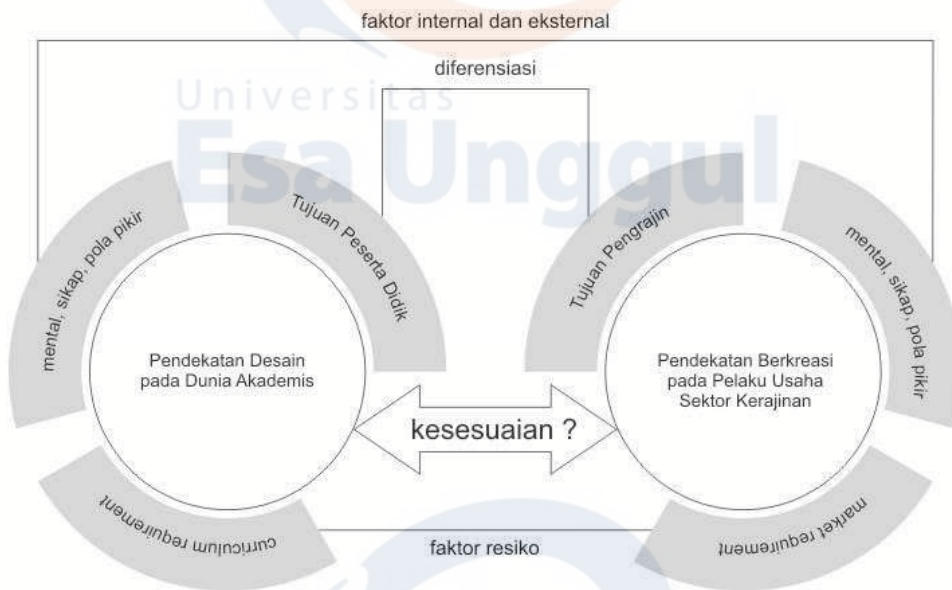 faktor internal dan eksternal
diferensiasi
Universitas
Esa Unggul
mental, sikap, pola pikir
Tujuan Peserta Didik
Tujuan Pengrajin
mental, sikap, pola pikir
Pendekatan Desain
pada Dunia Akademis
Pendekatan Berkreasi
pada Pelaku Usaha
Sektor Kerajinan
kesesuaian ?
curriculum requirement
market requirement
faktor resiko